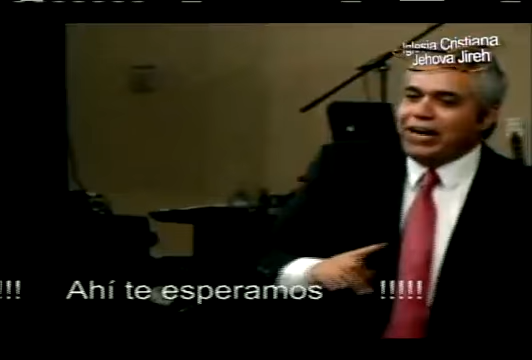 Iglesia Cristiana
Jehova Jireh
!!! Ahí te esperamos !!!!!